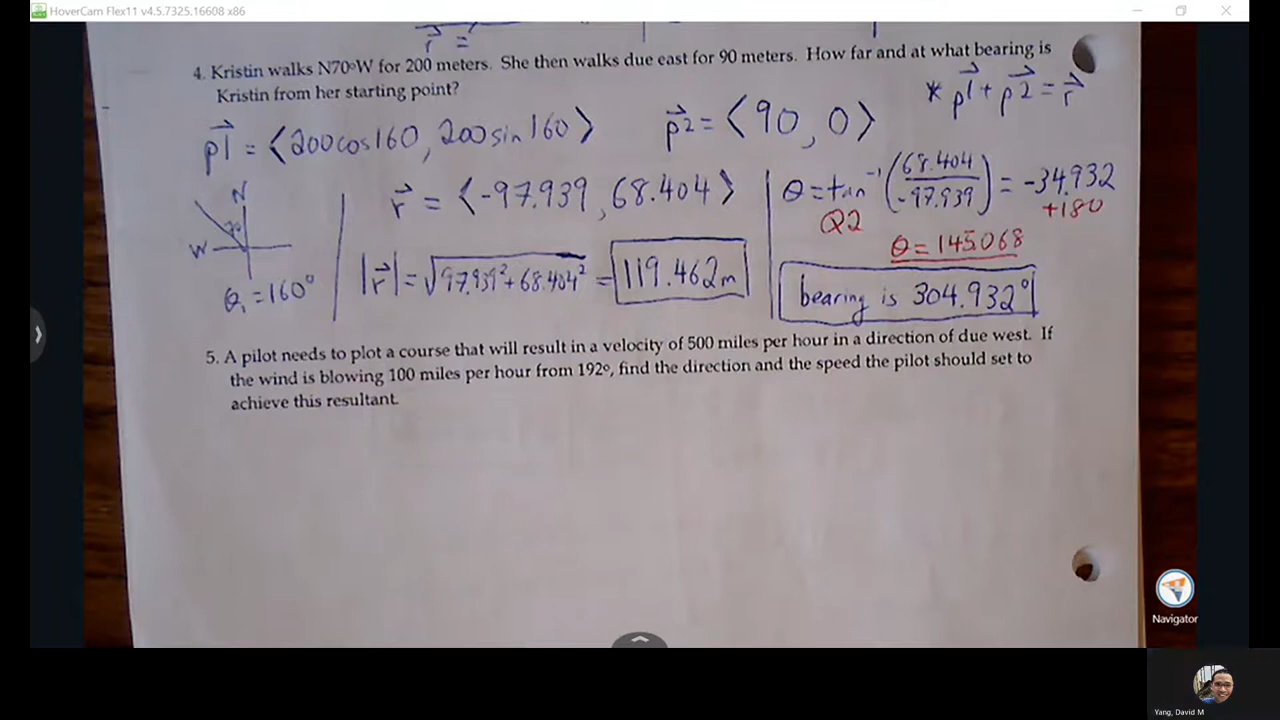 HoverCam Flex11 v4.5.7325.16608 x86
r =
4. Kristin walks N70°W for 200 meters. She then walks due east for 90 meters. How far and at what bearing is
Kristin from her starting point?
* p1 + p2 = r
p1 = ⟨200cos160, 200sin160⟩
p2 = ⟨90, 0⟩
N
W
70
θ₁ = 160°
r = ⟨-97.939, 68.404⟩
|r| = √97.939² + 68.404² = 119.462m
θ = tan⁻¹(68.404/-97.939) = -34.932
+180
Q2
θ = 145.068
bearing is 304.932°
5. A pilot needs to plot a course that will result in a velocity of 500 miles per hour in a direction of due west. If
the wind is blowing 100 miles per hour from 192°, find the direction and the speed the pilot should set to
achieve this resultant.
Navigator
Yang, David M